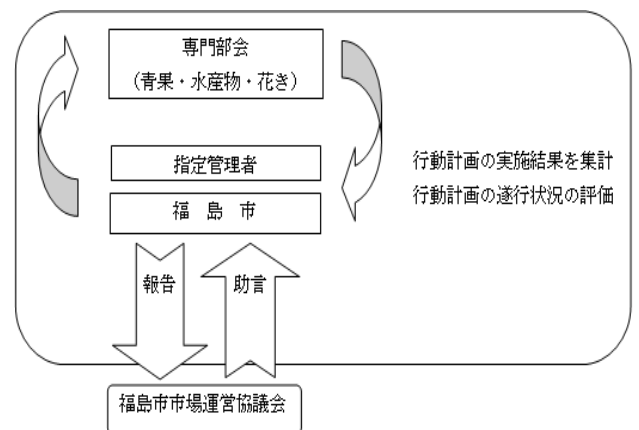 専門部会
（青果・水産物・花き）
指定管理者
福島市
行動計画の実施結果を集計
行動計画の遂行状況の評価
報告
助言
福島市市場運営協議会